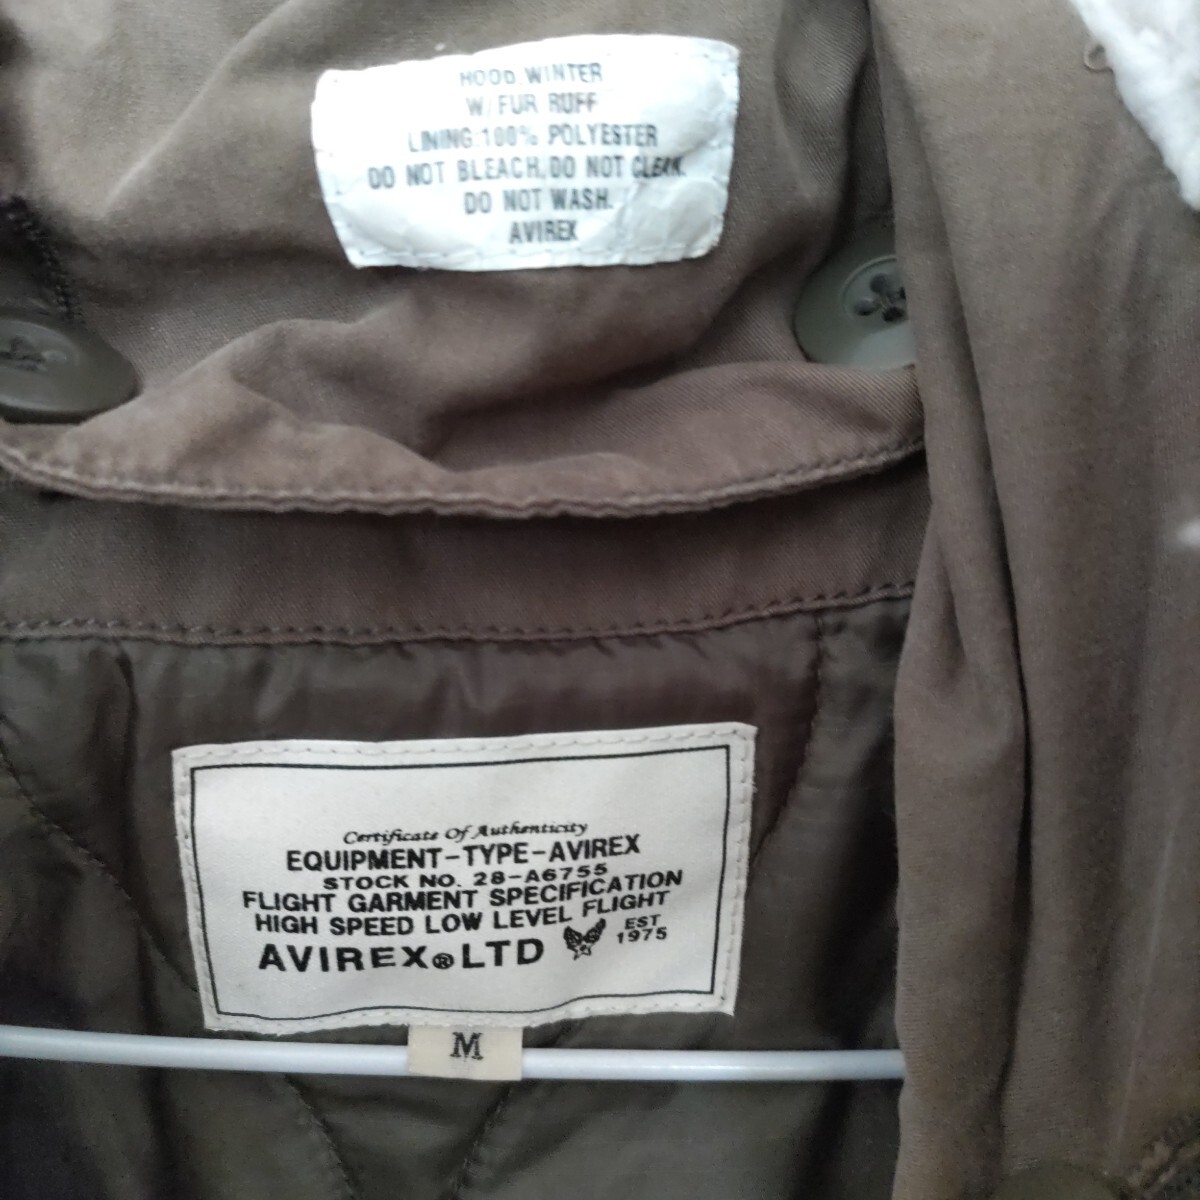 HOOD, WINTER
W/FUR RUFF
LINING:100% POLYESTER
DO NOT BLEACH, DO NOT CLEAN.
DO NOT WASH.
AVIREX
Certificate Of Authenticity
EQUIPMENT-TYPE-AVIREX
STOCK NO. 28-A6755
FLIGHT GARMENT SPECIFICATION
HIGH SPEED LOW LEVEL FLIGHT
AVIREX®LTD EST 1975
M